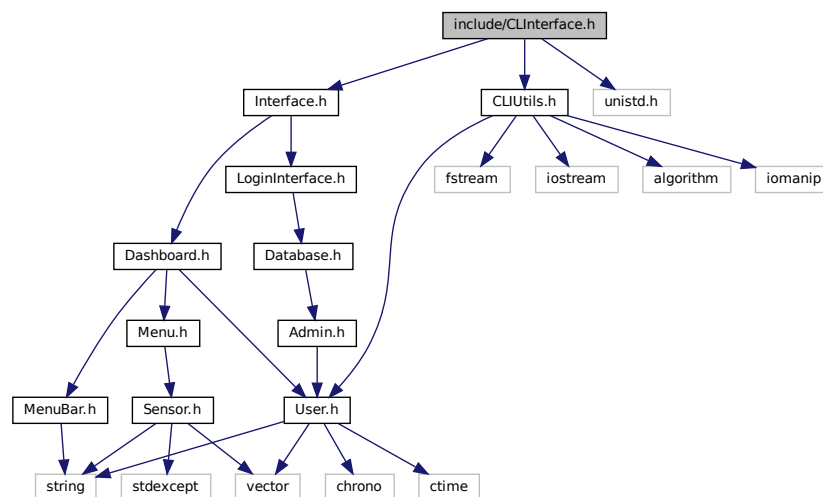 include/CLInterface.h
Interface.h
CLIUtils.h
unistd.h
LoginInterface.h
fstream
iostream
algorithm
iomanip
Dashboard.h
Database.h
Menu.h
Admin.h
MenuBar.h
Sensor.h
User.h
string
stdexcept
vector
chrono
ctime